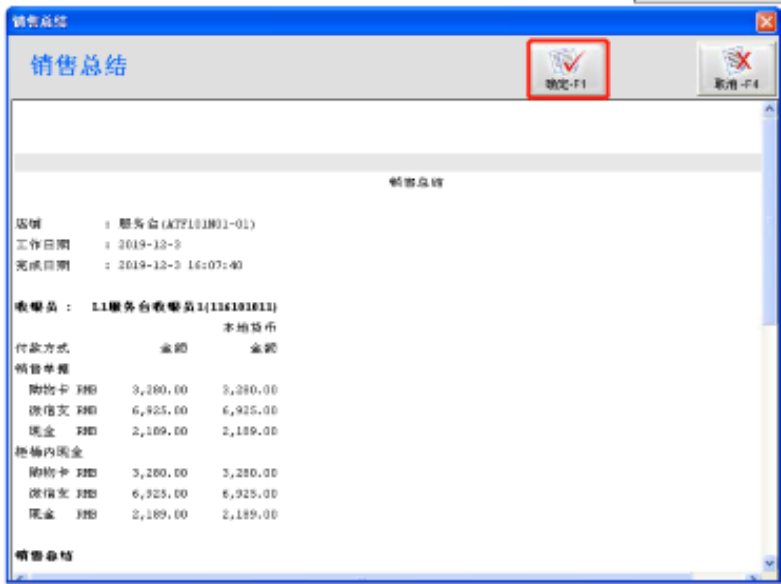 销售总结
销售总结
确定-F1
取消-F4
销售总结
店铺 : 服务台(ATF101N01-01)
工作日期 : 2019-12-3
完成日期 : 2019-12-3 16:07:40
收银员 : L1服务台收银员1(116101011)
本地货币
付款方式 金额 金额
销售单据
购物卡 RMB 3,280.00 3,280.00
微信支 RMB 6,925.00 6,925.00
现金 RMB 2,189.00 2,189.00
柜桶内现金
购物卡 RMB 3,280.00 3,280.00
微信支 RMB 6,925.00 6,925.00
现金 RMB 2,189.00 2,189.00
销售总结